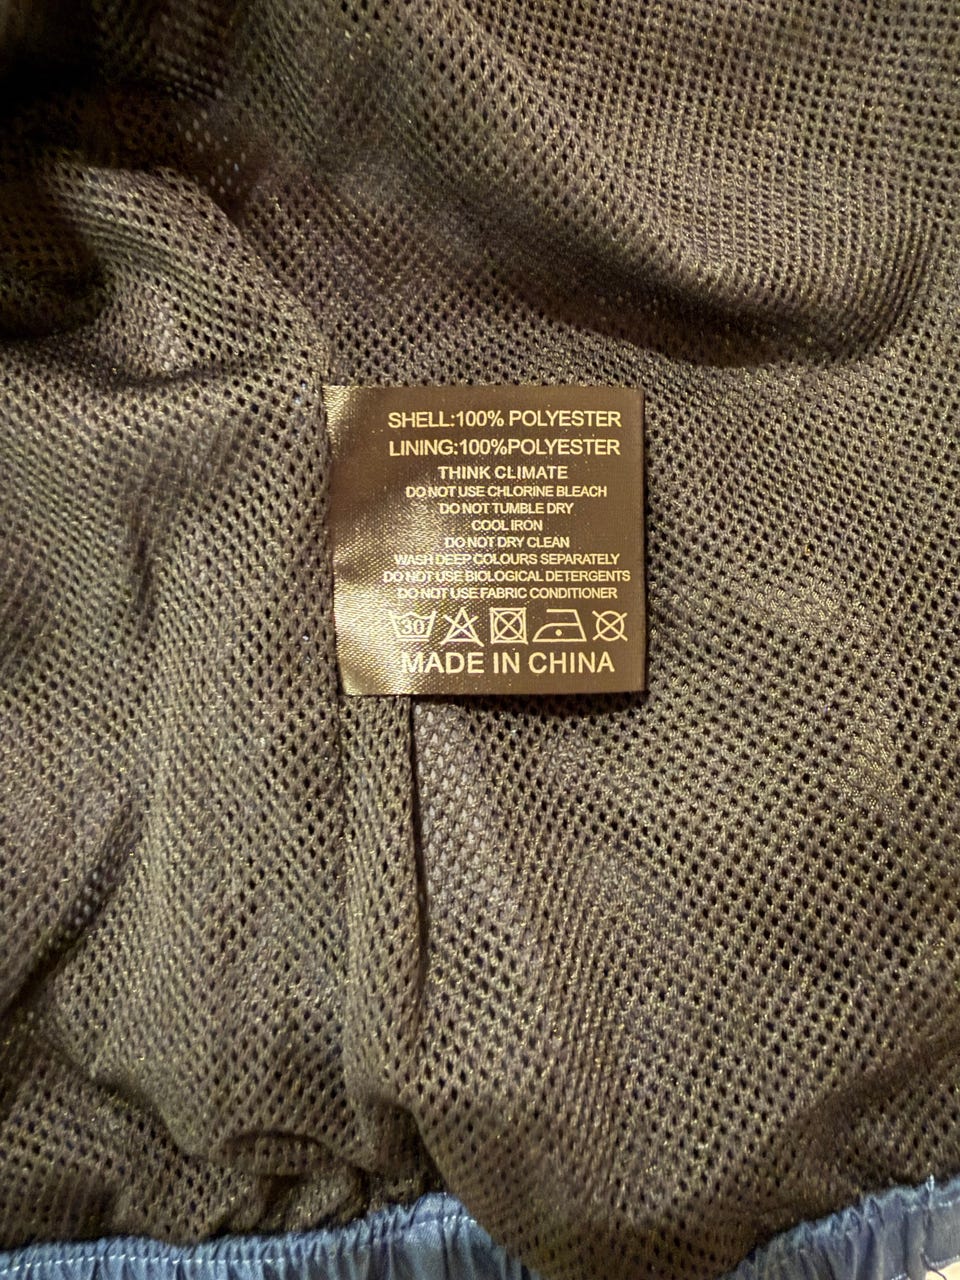 SHELL:100% POLYESTER
LINING:100%POLYESTER
THINK CLIMATE
DO NOT USE CHLORINE BLEACH
DO NOT TUMBLE DRY
COOL IRON
DO NOT DRY CLEAN
WASH DEEP COLOURS SEPARATELY
DO NOT USE BIOLOGICAL DETERGENTS
DO NOT USE FABRIC CONDITIONER
30
MADE IN CHINA